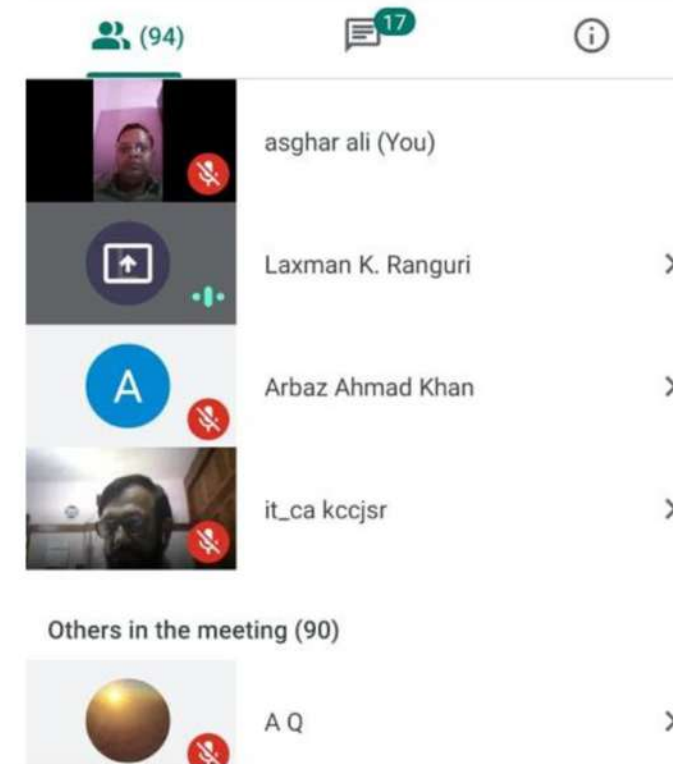 (94)
17
asghar ali (You)
Laxman K. Ranguri
A
Arbaz Ahmad Khan
it_ca kccjsr
Others in the meeting (90)
A Q